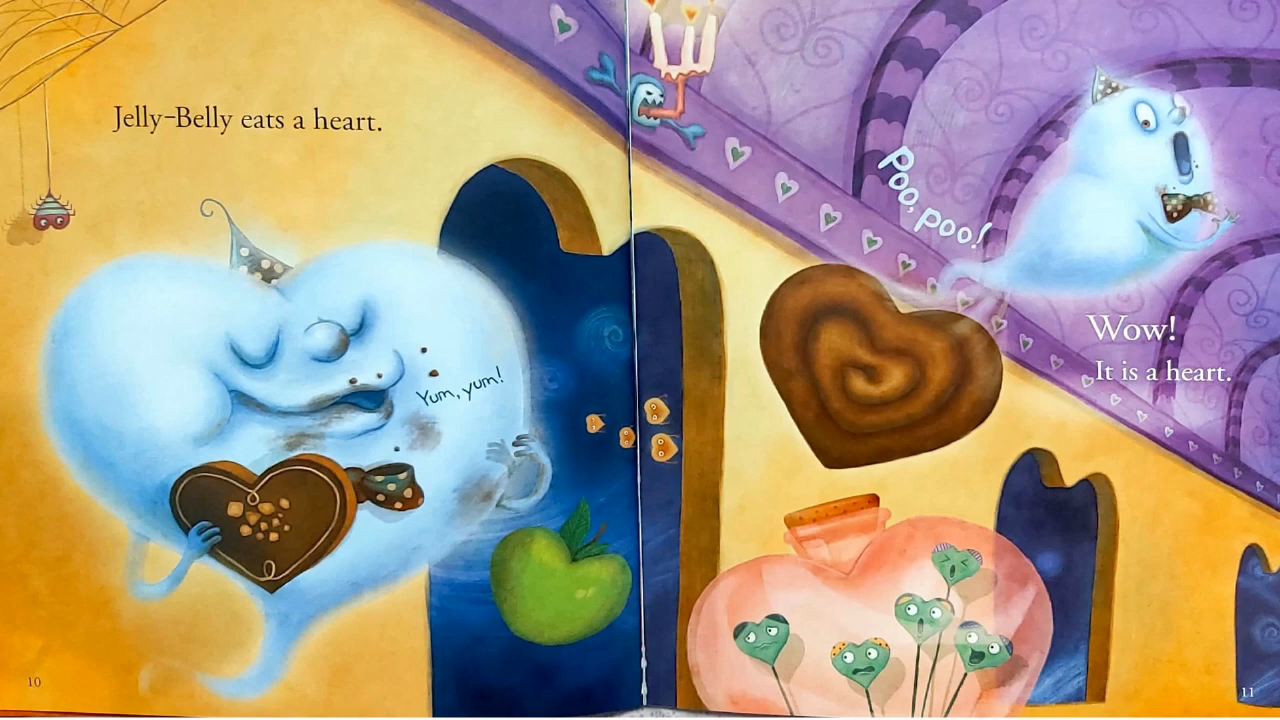 Jelly-Belly eats a heart.
Yum, yum!
10
Poo, poo!
Wow!
It is a heart.
11